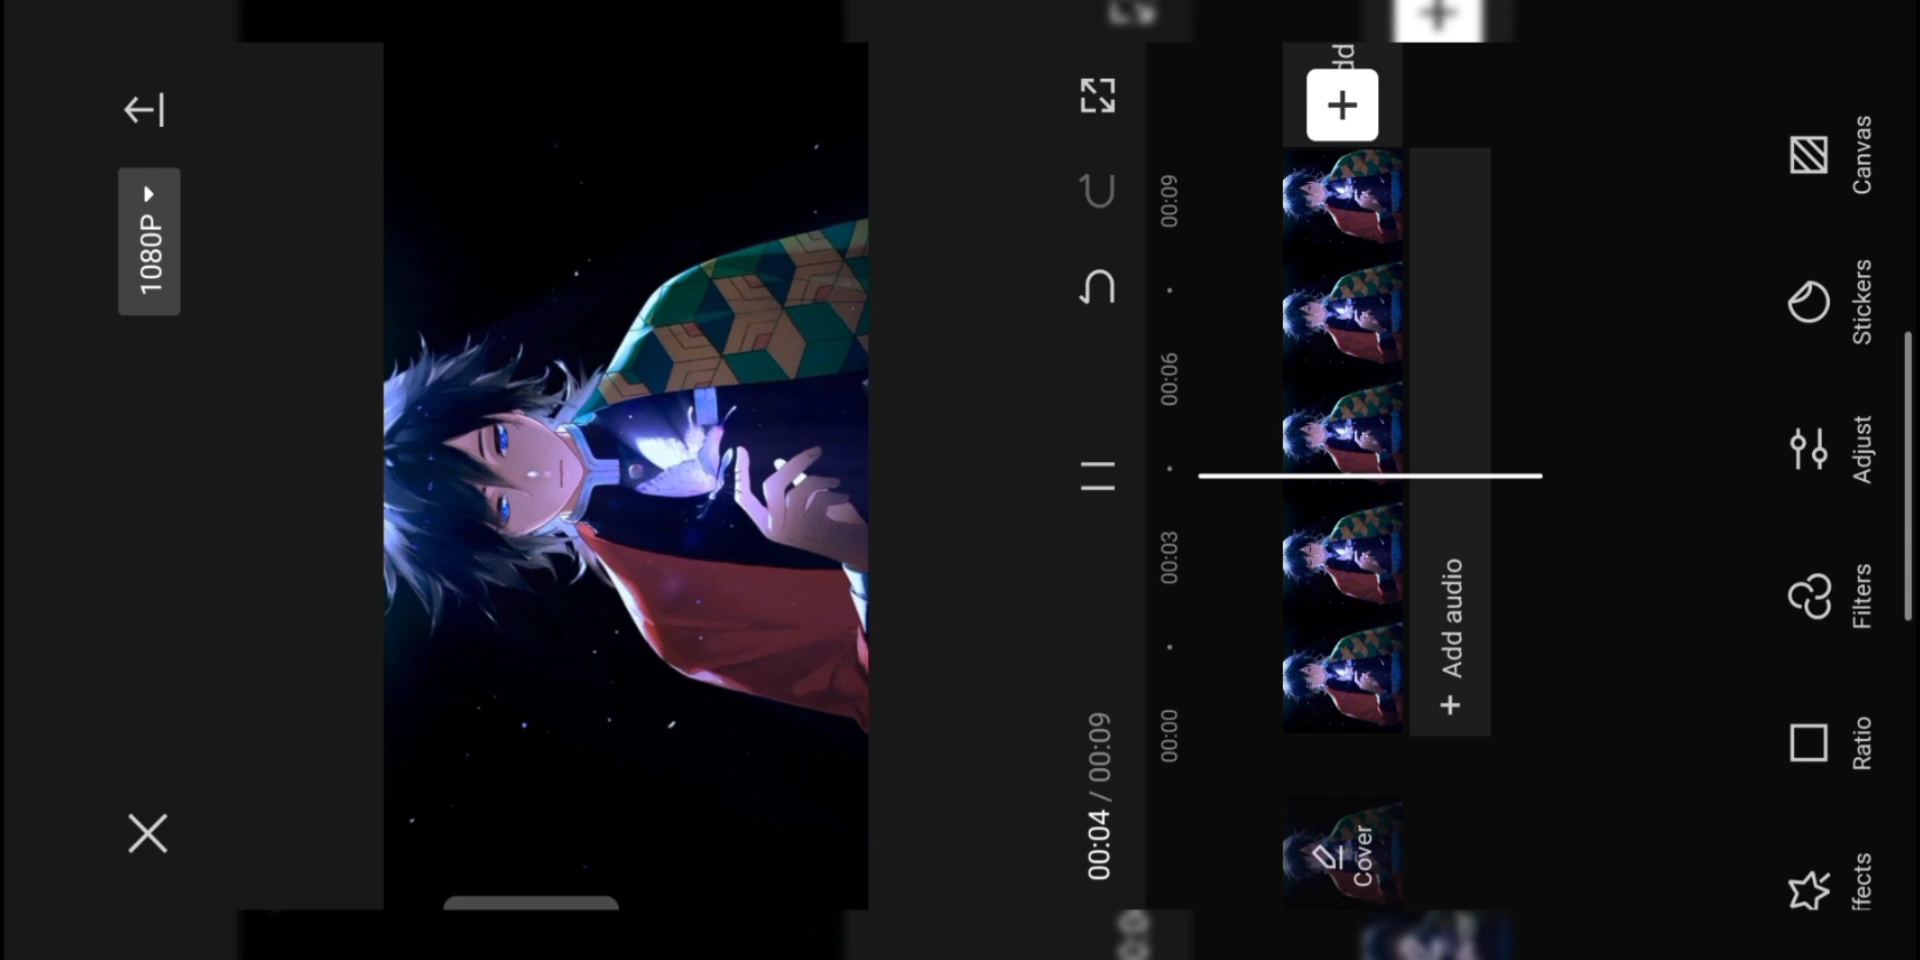 1080P
00:04 / 00:09
00:00
00:03
00:06
00:09
Cover
dd
+ Add audio
ffects
Ratio
Filters
Adjust
Stickers
Canvas